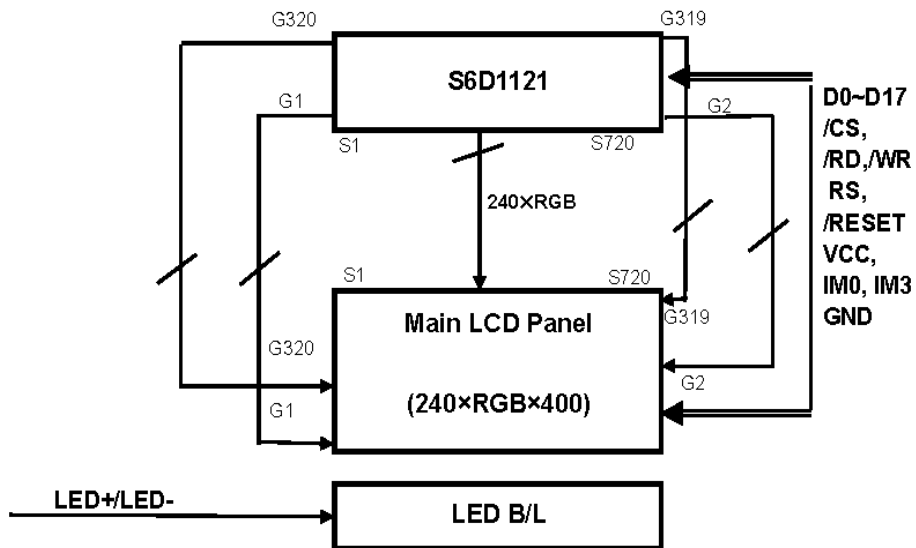 G320
G319
S6D1121
G1
G2
S1
S720
D0~D17
/CS,
/RD,/WR
RS,
/RESET
VCC,
IM0, IM3
GND
240×RGB
S1
S720
Main LCD Panel
G319
G320
G2
(240×RGB×400)
G1
LED+/LED-
LED B/L